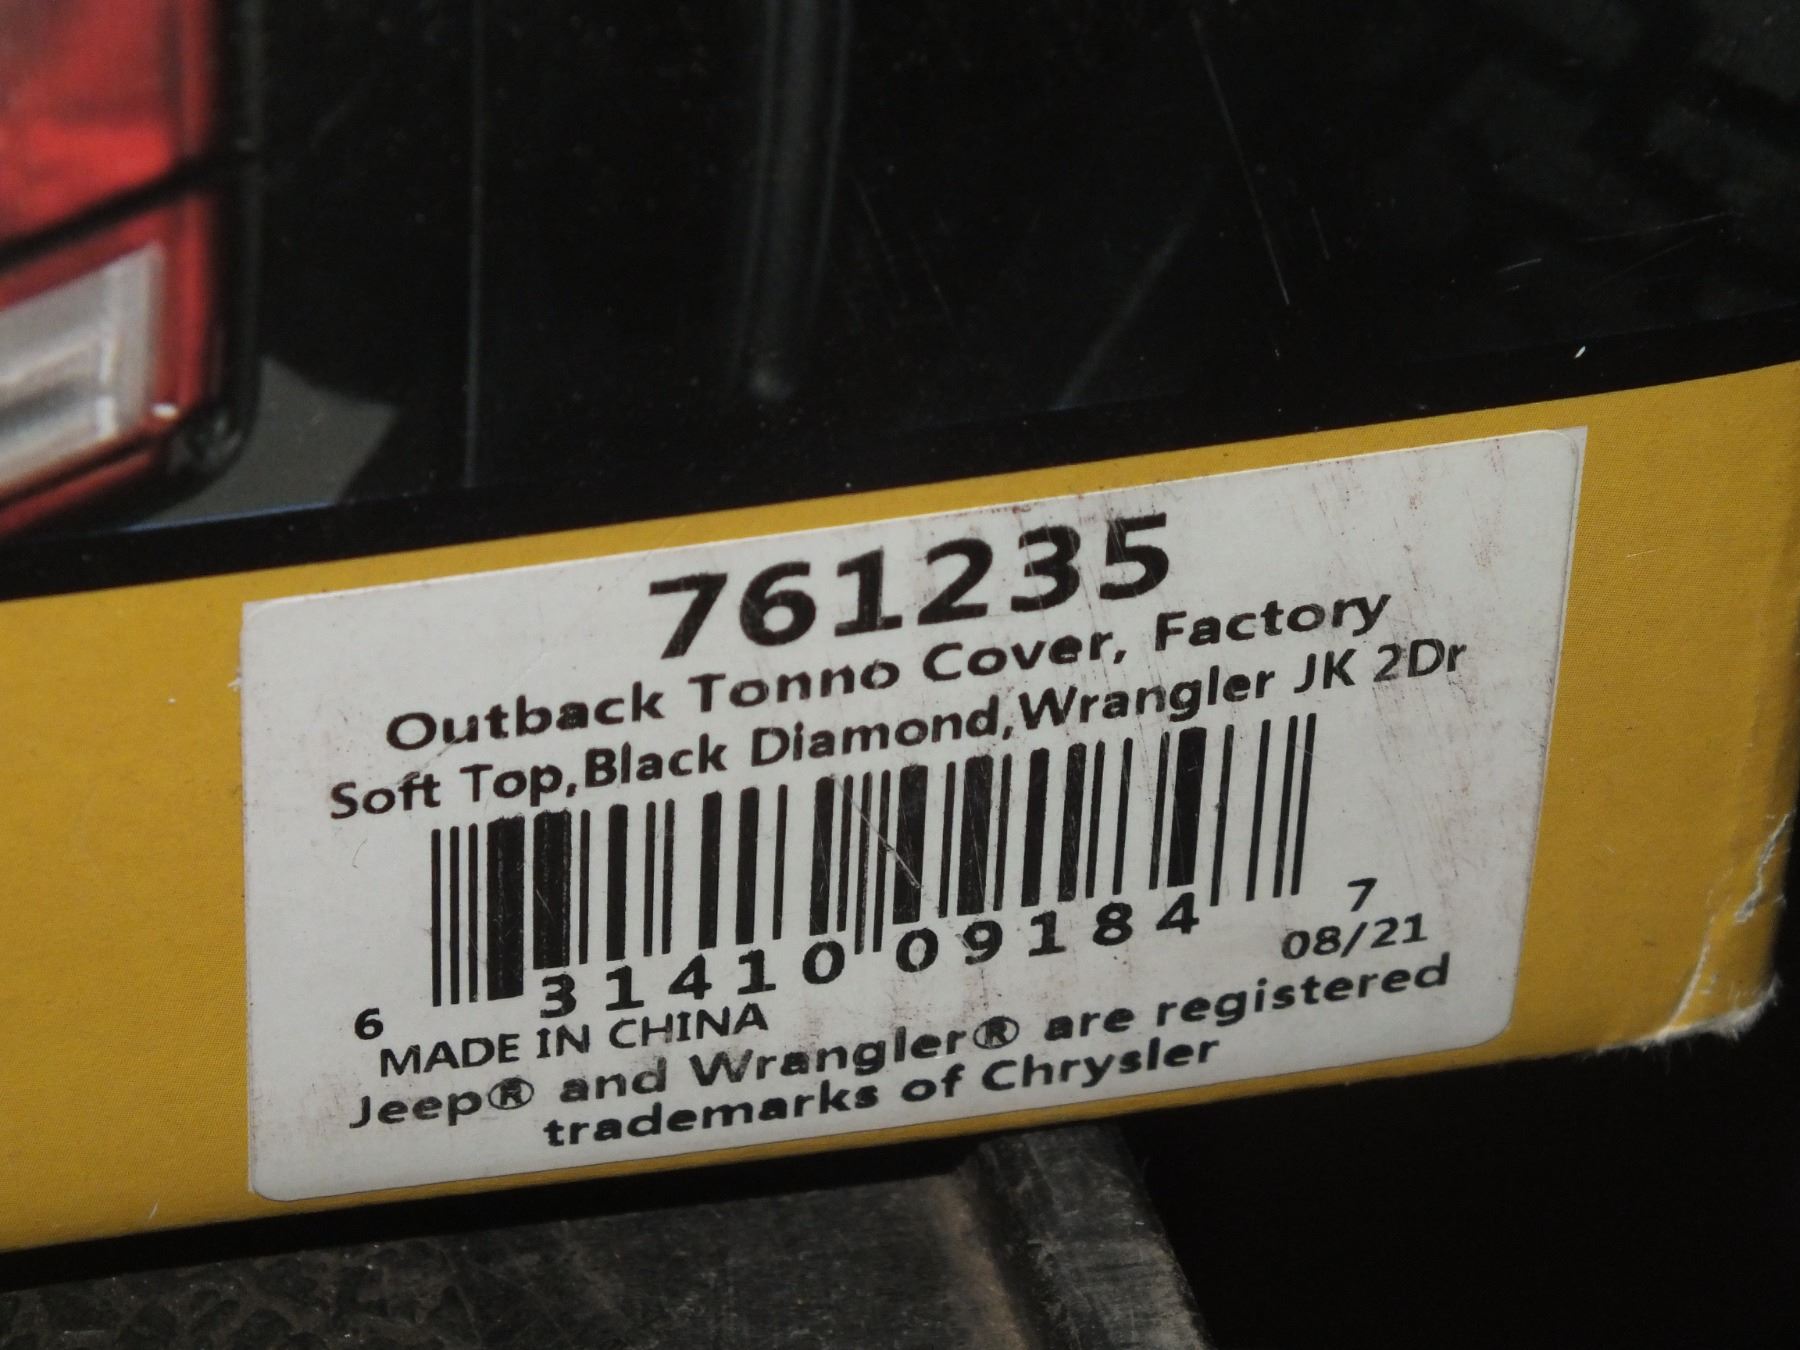 761235
Outback Tonno Cover, Factory
Soft Top,Black Diamond,Wrangler JK 2Dr
6 31410 09184 7
MADE IN CHINA 08/21
Jeep® and Wrangler® are registered
trademarks of Chrysler